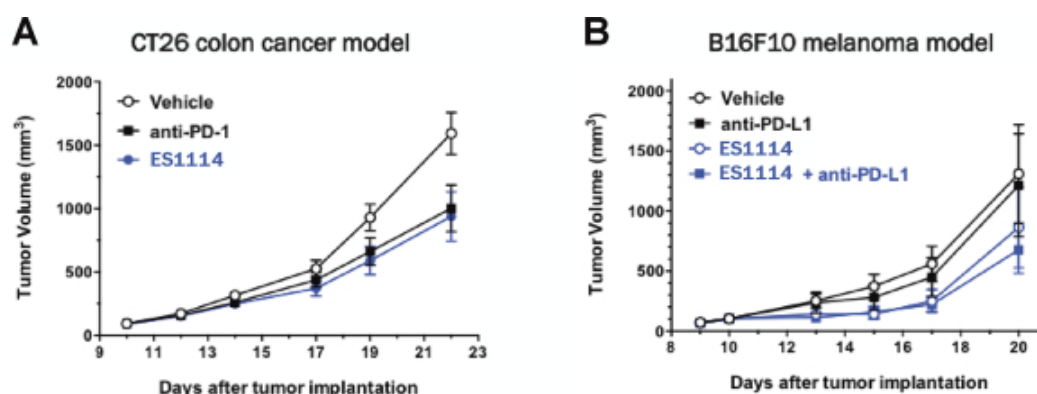 A
CT26 colon cancer model
Tumor Volume (mm³)
2000
1500
1000
500
0
Vehicle
anti-PD-1
ES1114
9 11 13 15 17 19 21 23
Days after tumor implantation
B
B16F10 melanoma model
Tumor Volume (mm³)
2000
1500
1000
500
0
Vehicle
anti-PD-L1
ES1114
ES1114 + anti-PD-L1
8 10 12 14 16 18 20
Days after tumor implantation